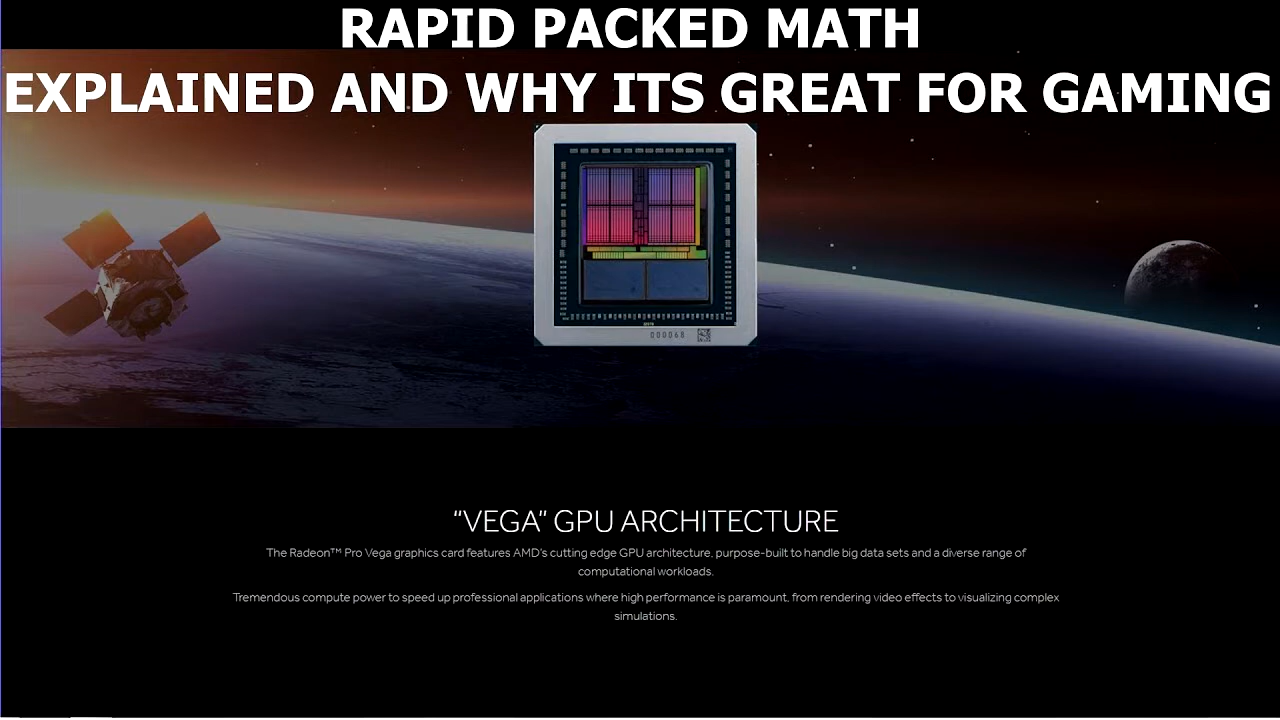 RAPID PACKED MATH
EXPLAINED AND WHY ITS GREAT FOR GAMING
000068
“VEGA” GPU ARCHITECTURE
The Radeon™ Pro Vega graphics card features AMD's cutting edge GPU architecture, purpose-built to handle big data sets and a diverse range of
computational workloads.
Tremendous compute power to speed up professional applications where high performance is paramount, from rendering video effects to visualizing complex
simulations.